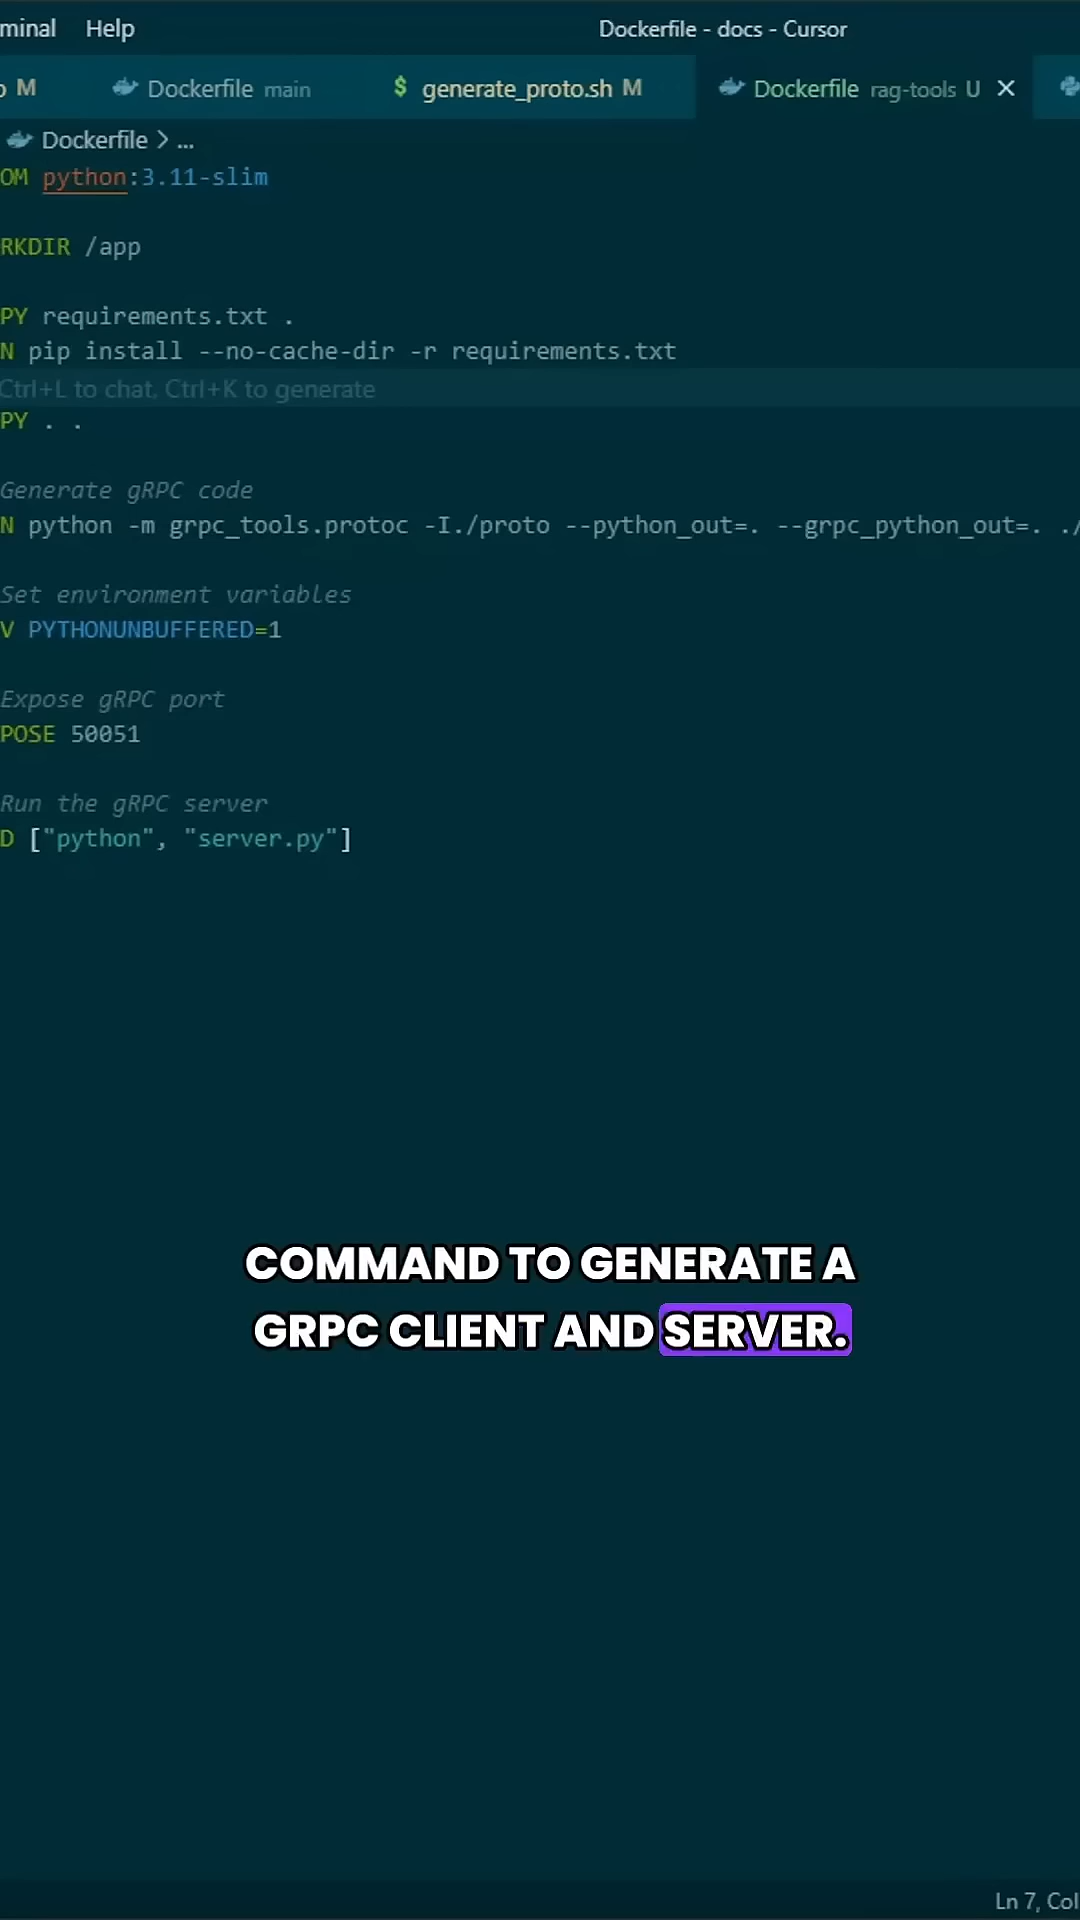 minal Help Dockerfile - docs - Cursor
o M Dockerfile main $ generate_proto.sh M Dockerfile rag-tools U ×
Dockerfile > ...
OM python:3.11-slim
RKDIR /app
PY requirements.txt .
N pip install --no-cache-dir -r requirements.txt
Ctrl+L to chat, Ctrl+K to generate
PY . .
Generate gRPC code
N python -m grpc_tools.protoc -I./proto --python_out=. --grpc_python_out=. ./
Set environment variables
V PYTHONUNBUFFERED=1
Expose gRPC port
POSE 50051
Run the gRPC server
D ["python", "server.py"]
COMMAND TO GENERATE A
GRPC CLIENT AND SERVER.
Ln 7, Col